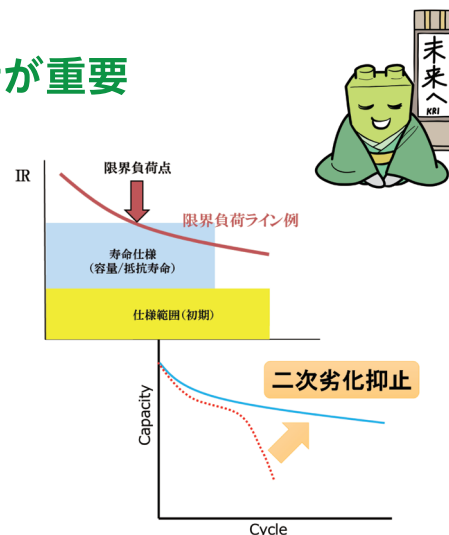 が重要
未来へ
KRI
IR
限界負荷点
限界負荷ライン例
寿命仕様
(容量/抵抗寿命)
仕様範囲(初期)
二次劣化抑止
Capacity
Cycle